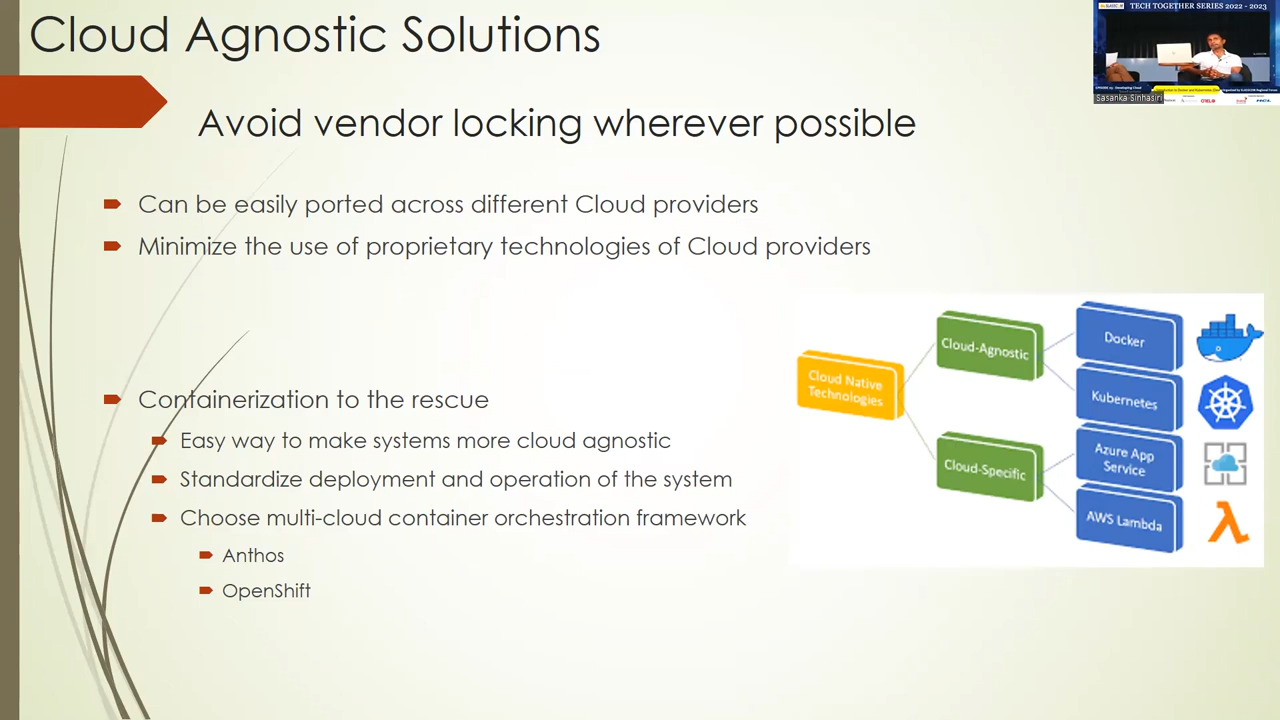 Cloud Agnostic Solutions
TECH TOGETHER SERIES 2022 - 2023
Sasanka Sinhasiri
Avoid vendor locking wherever possible
Can be easily ported across different Cloud providers
Minimize the use of proprietary technologies of Cloud providers
Containerization to the rescue
Easy way to make systems more cloud agnostic
Standardize deployment and operation of the system
Choose multi-cloud container orchestration framework
Anthos
OpenShift
Cloud Native
Technologies
Cloud-Agnostic
Cloud-Specific
Docker
Kubernetes
Azure App
Service
AWS Lambda